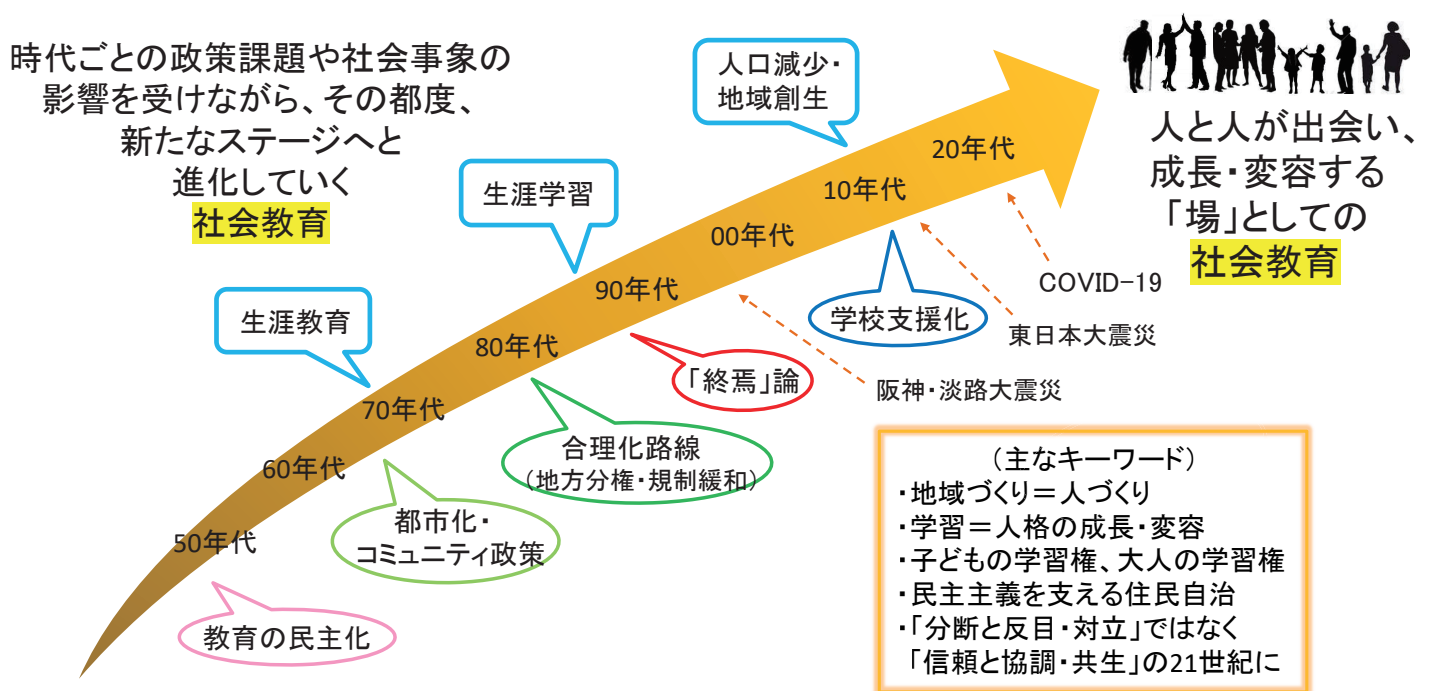 時代ごとの政策課題や社会事象の
影響を受けながら、その都度、
新たなステージへと
進化していく
社会教育
人口減少・
地域創生
生涯学習
生涯教育
20年代
10年代
00年代
90年代
80年代
70年代
60年代
50年代
人と人が出会い、
成長・変容する
「場」としての
社会教育
COVID-19
東日本大震災
阪神・淡路大震災
学校支援化
「終焉」論
合理化路線
（地方分権・規制緩和）
都市化・
コミュニティ政策
教育の民主化
（主なキーワード）
・地域づくり＝人づくり
・学習＝人格の成長・変容
・子どもの学習権、大人の学習権
・民主主義を支える住民自治
・「分断と反目・対立」ではなく
「信頼と協調・共生」の21世紀に